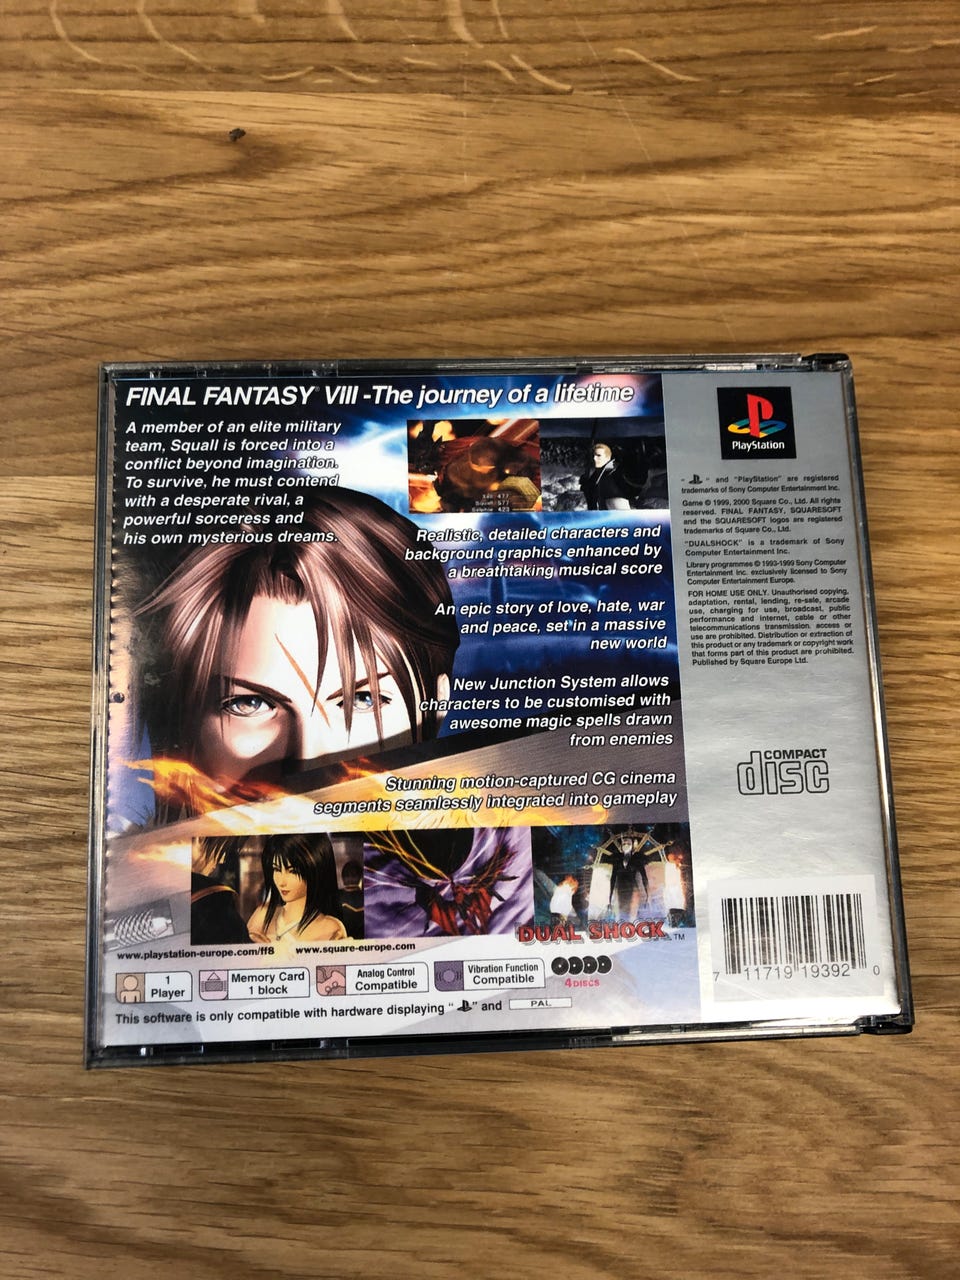 FINAL FANTASY® VIII -The journey of a lifetime
A member of an elite military
team, Squall is forced into a
conflict beyond imagination.
To survive, he must contend
with a desperate rival, a
powerful sorceress and
his own mysterious dreams.
477
Squall 577
Selphie 423
Realistic, detailed characters and
background graphics enhanced by
a breathtaking musical score
An epic story of love, hate, war
and peace, set in a massive
new world
New Junction System allows
characters to be customised with
awesome magic spells drawn
from enemies
Stunning motion-captured CG cinema
segments seamlessly integrated into gameplay
DUAL SHOCK™
www.playstation-europe.com/ff8 www.square-europe.com
1
Player
Memory Card
1 block
Analog Control
Compatible
Vibration Function
Compatible
4 DISCS
This software is only compatible with hardware displaying " " and PAL
PlayStation
" " and "PlayStation" are registered
trademarks of Sony Computer Entertainment Inc.
Game © 1999, 2000 Square Co., Ltd. All rights
reserved. FINAL FANTASY, SQUARESOFT
and the SQUARESOFT logos are registered
trademarks of Square Co., Ltd.
"DUALSHOCK" is a trademark of Sony
Computer Entertainment Inc.
Library programmes © 1993-1999 Sony Computer
Entertainment Inc. exclusively licensed to Sony
Computer Entertainment Europe.
FOR HOME USE ONLY. Unauthorised copying,
adaptation, rental, lending, re-sale, arcade
use, charging for use, broadcast, public
performance and internet, cable or other
telecommunications transmission, access or
use are prohibited. Distribution or extraction of
this product or any trademark or copyright work
that forms part of this product are prohibited.
Published by Square Europe Ltd.
COMPACT
disc
7 11719 19392 0